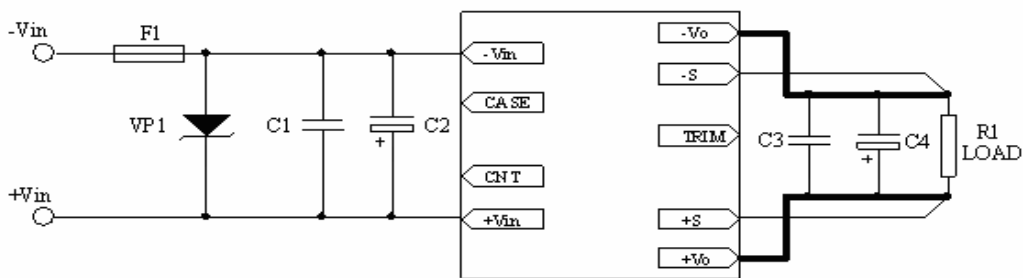 -Vin
F1
VP1
C1
C2
+
+Vin
-Vin
CASE
CNT
+Vin
-Vo
-S
TRIM
+S
+Vo
C3
C4
+
R1
LOAD